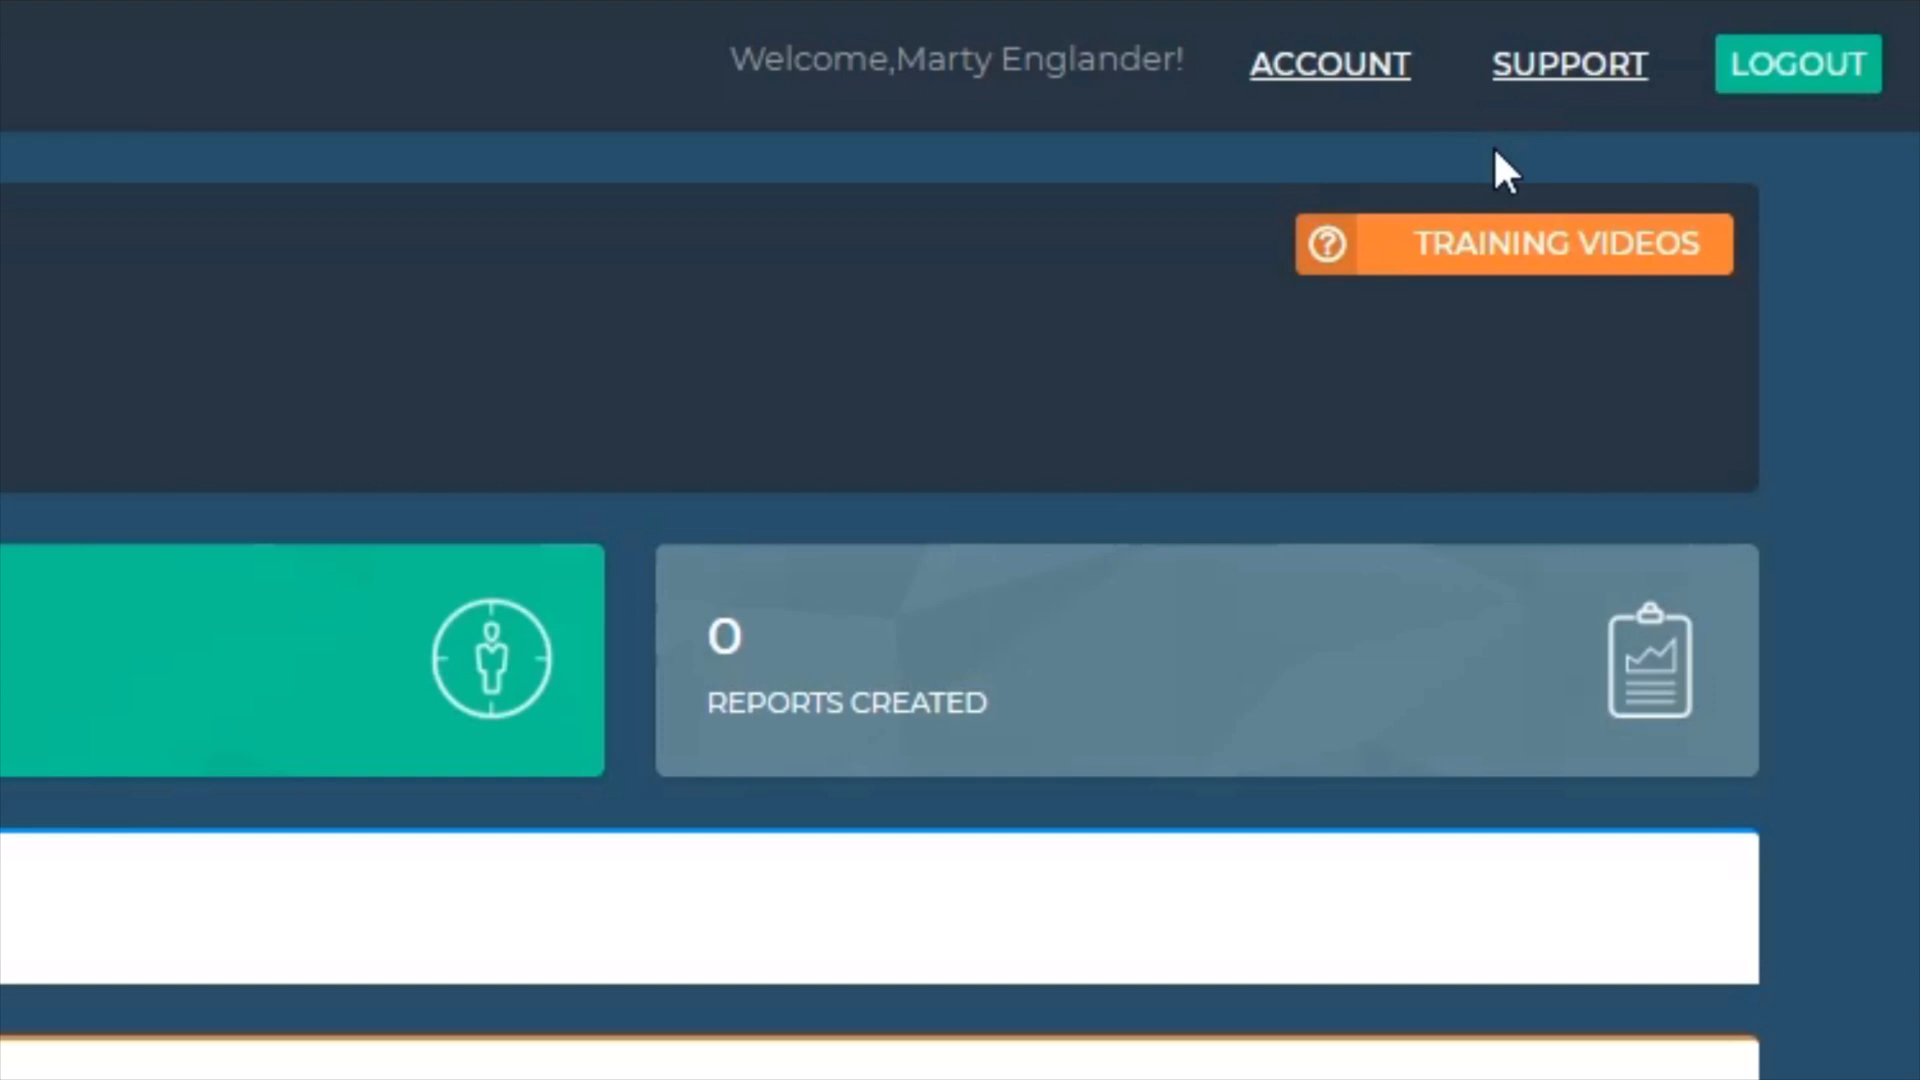 Welcome,Marty Englander!
ACCOUNT
SUPPORT
LOGOUT
TRAINING VIDEOS
0
REPORTS CREATED